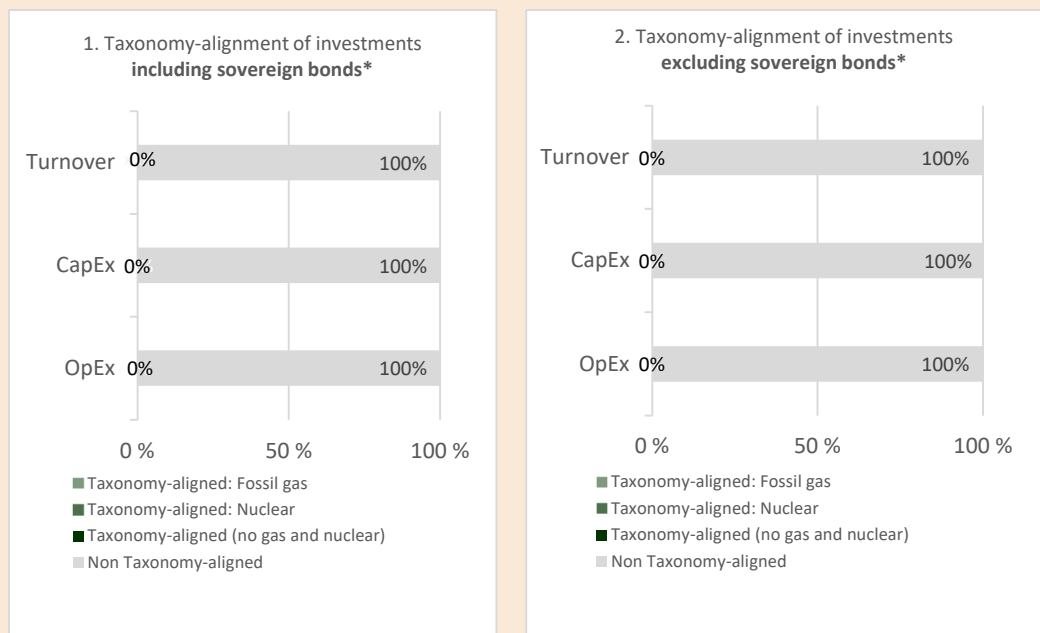 1. Taxonomy-alignment of investments
including sovereign bonds*
Turnover 0% 100%
CapEx 0% 100%
OpEx 0% 100%
0 % 50 % 100 %
Taxonomy-aligned: Fossil gas
Taxonomy-aligned: Nuclear
Taxonomy-aligned (no gas and nuclear)
Non Taxonomy-aligned
2. Taxonomy-alignment of investments
excluding sovereign bonds*
Turnover 0% 100%
CapEx 0% 100%
OpEx 0% 100%
0 % 50 % 100 %
Taxonomy-aligned: Fossil gas
Taxonomy-aligned: Nuclear
Taxonomy-aligned (no gas and nuclear)
Non Taxonomy-aligned